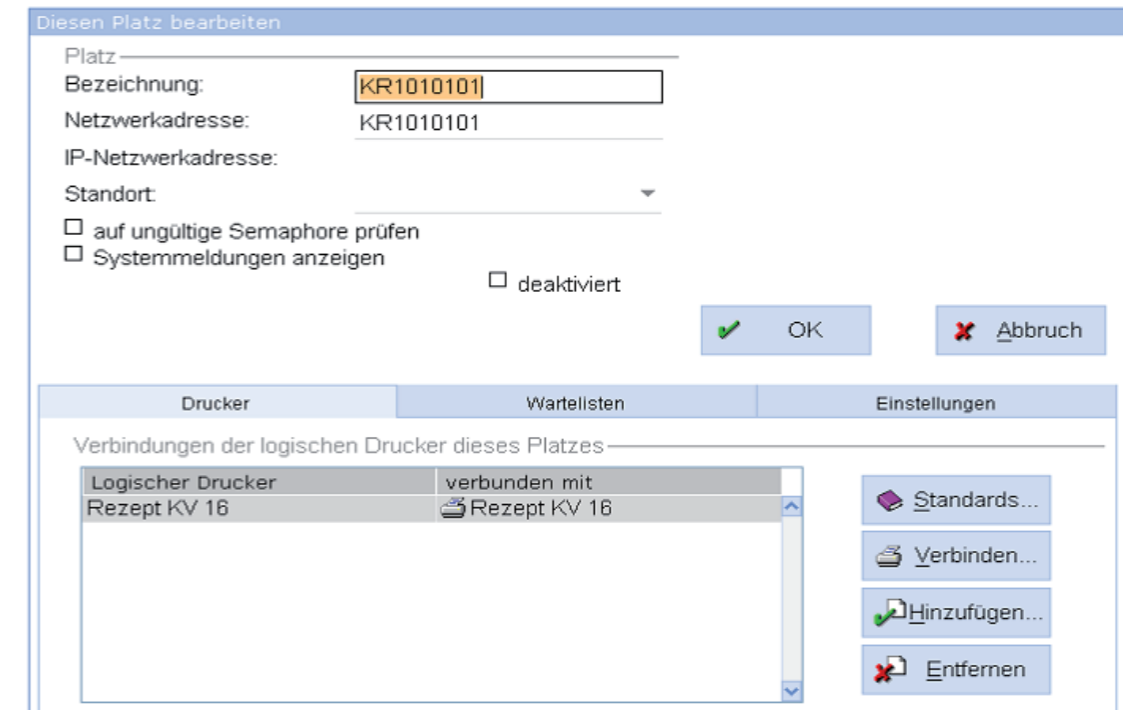 Diesen Platz bearbeiten
Platz
Bezeichnung: KR1010101
Netzwerkadresse: KR1010101
IP-Netzwerkadresse:
Standort:
auf ungültige Semaphore prüfen
Systemmeldungen anzeigen
deaktiviert
OK Abbruch
Drucker Wartelisten Einstellungen
Verbindungen der logischen Drucker dieses Platzes
Logischer Drucker verbunden mit
Rezept KV 16 Rezept KV 16
Standards...
Verbinden...
Hinzufügen...
Entfernen